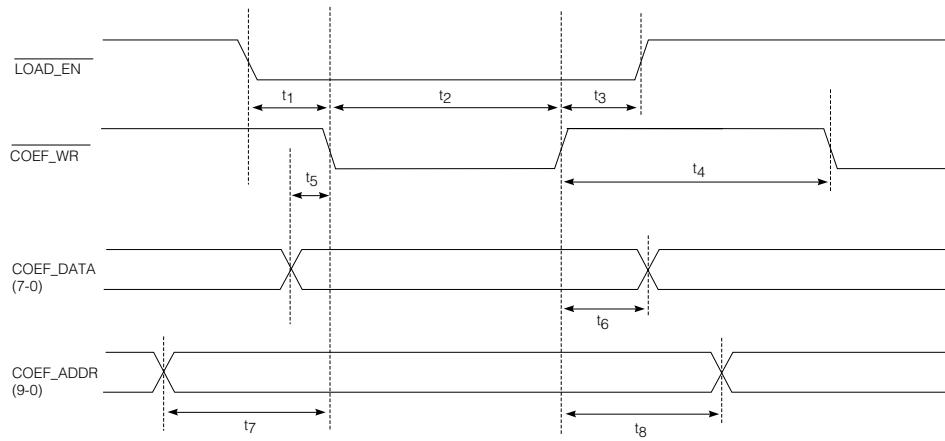 LOAD_EN
t1
t2
t3
COEF_WR
t5
t4
COEF_DATA
(7-0)
t6
COEF_ADDR
(9-0)
t7
t8